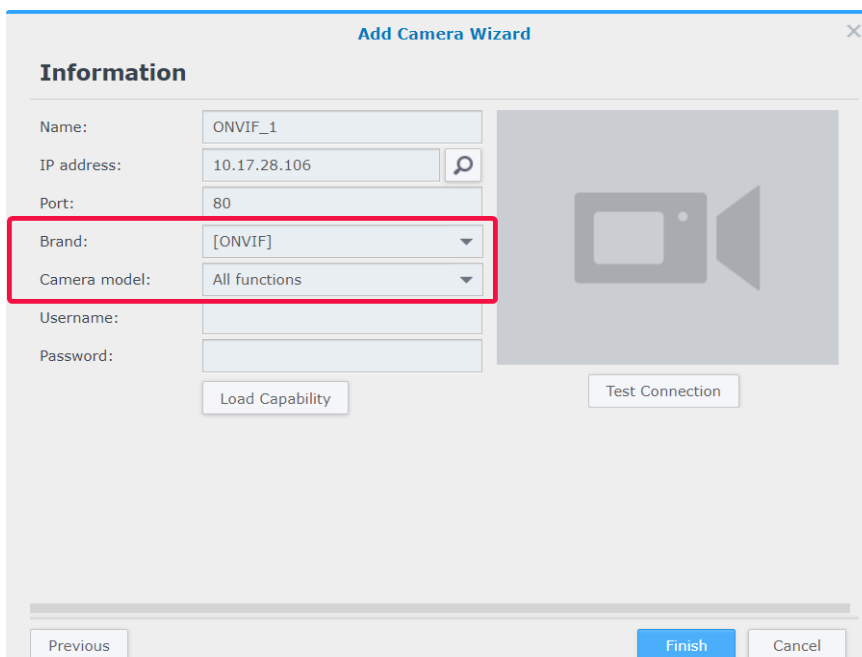 Add Camera Wizard
Information
Name: ONVIF_1
IP address: 10.17.28.106
Port: 80
Brand: [ONVIF]
Camera model: All functions
Username:
Password:
Load Capability
Test Connection
Previous Finish Cancel